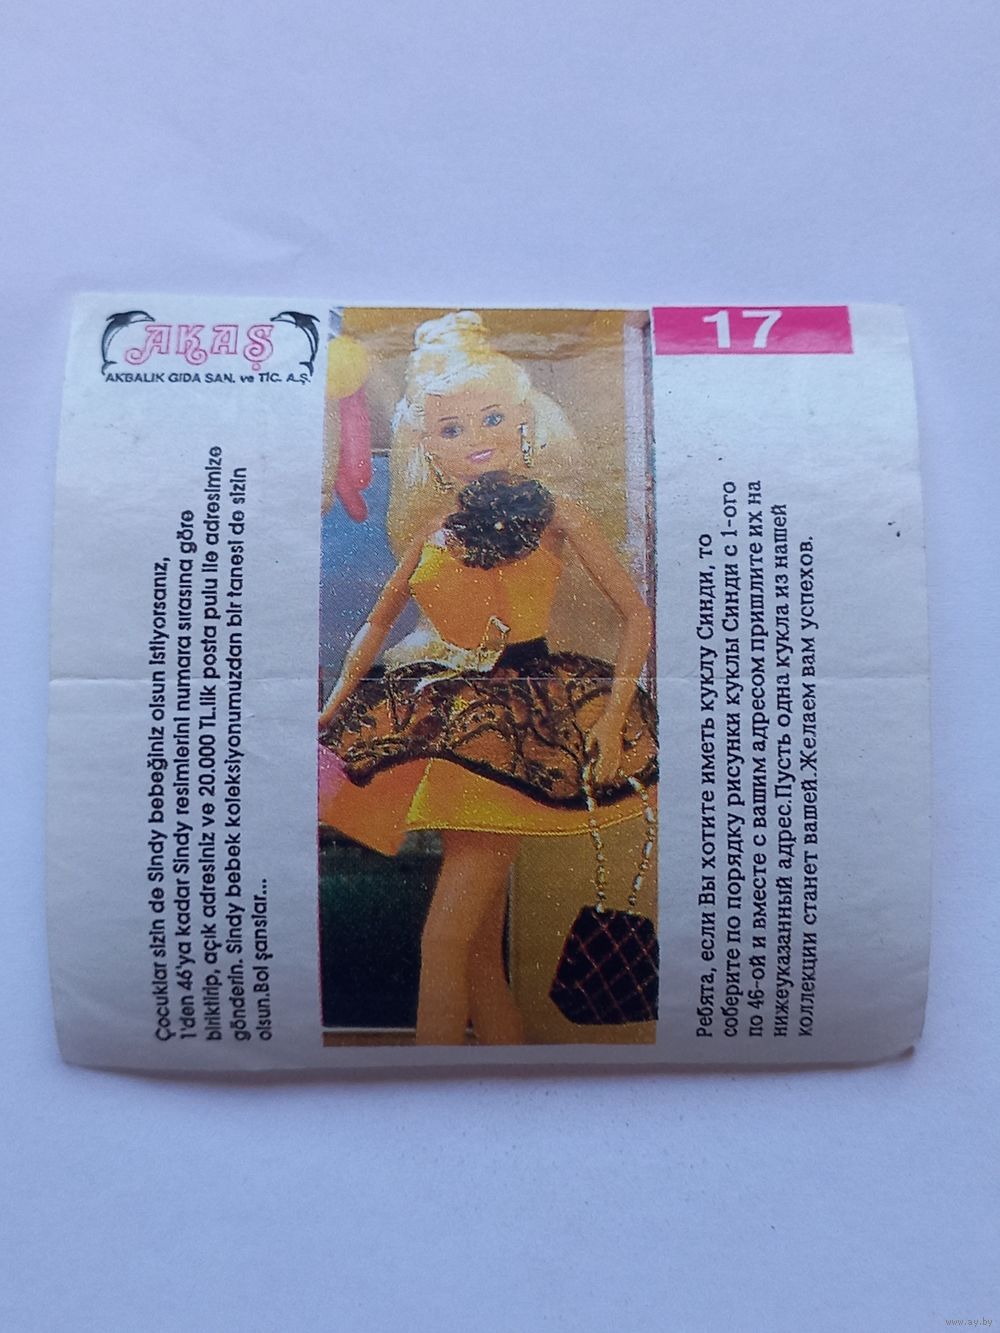 AKAŞ
AKBALIK GIDA SAN. ve TİC. A.Ş.
17
Çocuklar sizin de Sindy bebeğiniz olsun istiyorsanız,
1'den 46'ya kadar Sindy resimlerini numara sırasına göre
biriktirip, açık adresiniz ve 20.000 TL.lik posta pulu ile adresimize
gönderin. Sindy bebek koleksiyonumuzdan bir tanesi de sizin
olsun.Bol şanslar...
Ребята, если Вы хотите иметь куклу Синди, то
соберите по порядку рисунки куклы Синди с 1-ого
по 46-ой и вместе с вашим адресом пришлите их на
нижеуказанный адрес.Пусть одна кукла из нашей
коллекции станет вашей.Желаем вам успехов.
www.ay.by